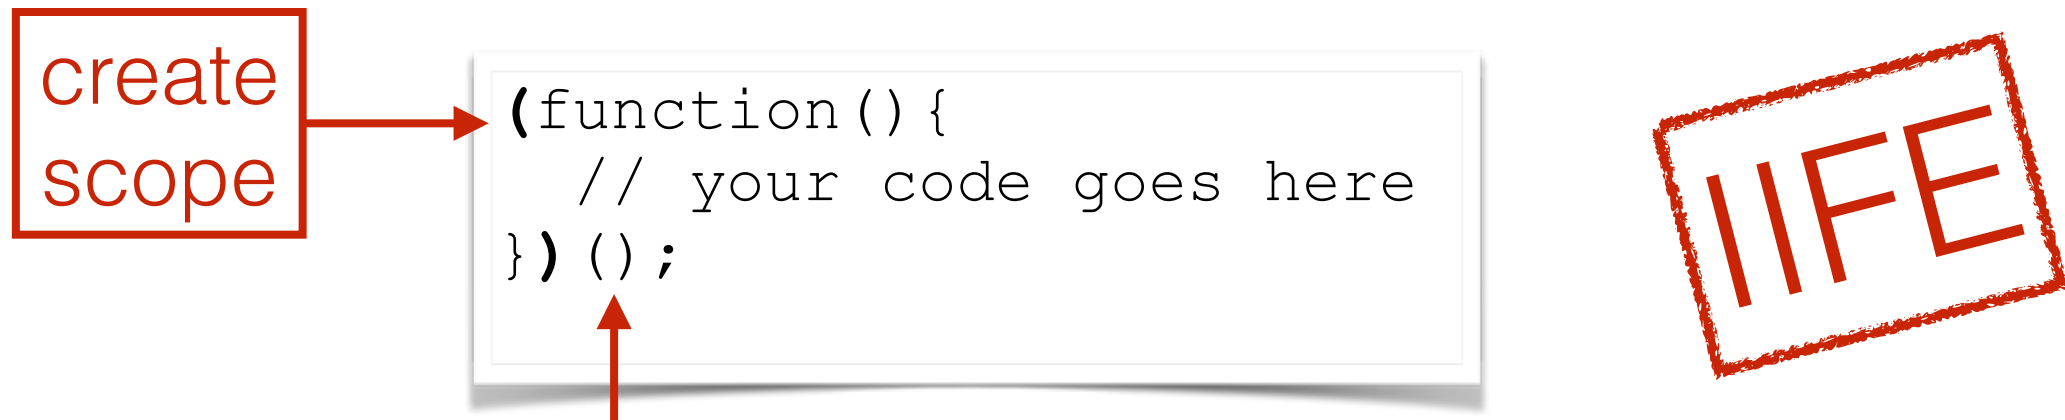 create
scope
(function(){
  // your code goes here
})();
IIFE